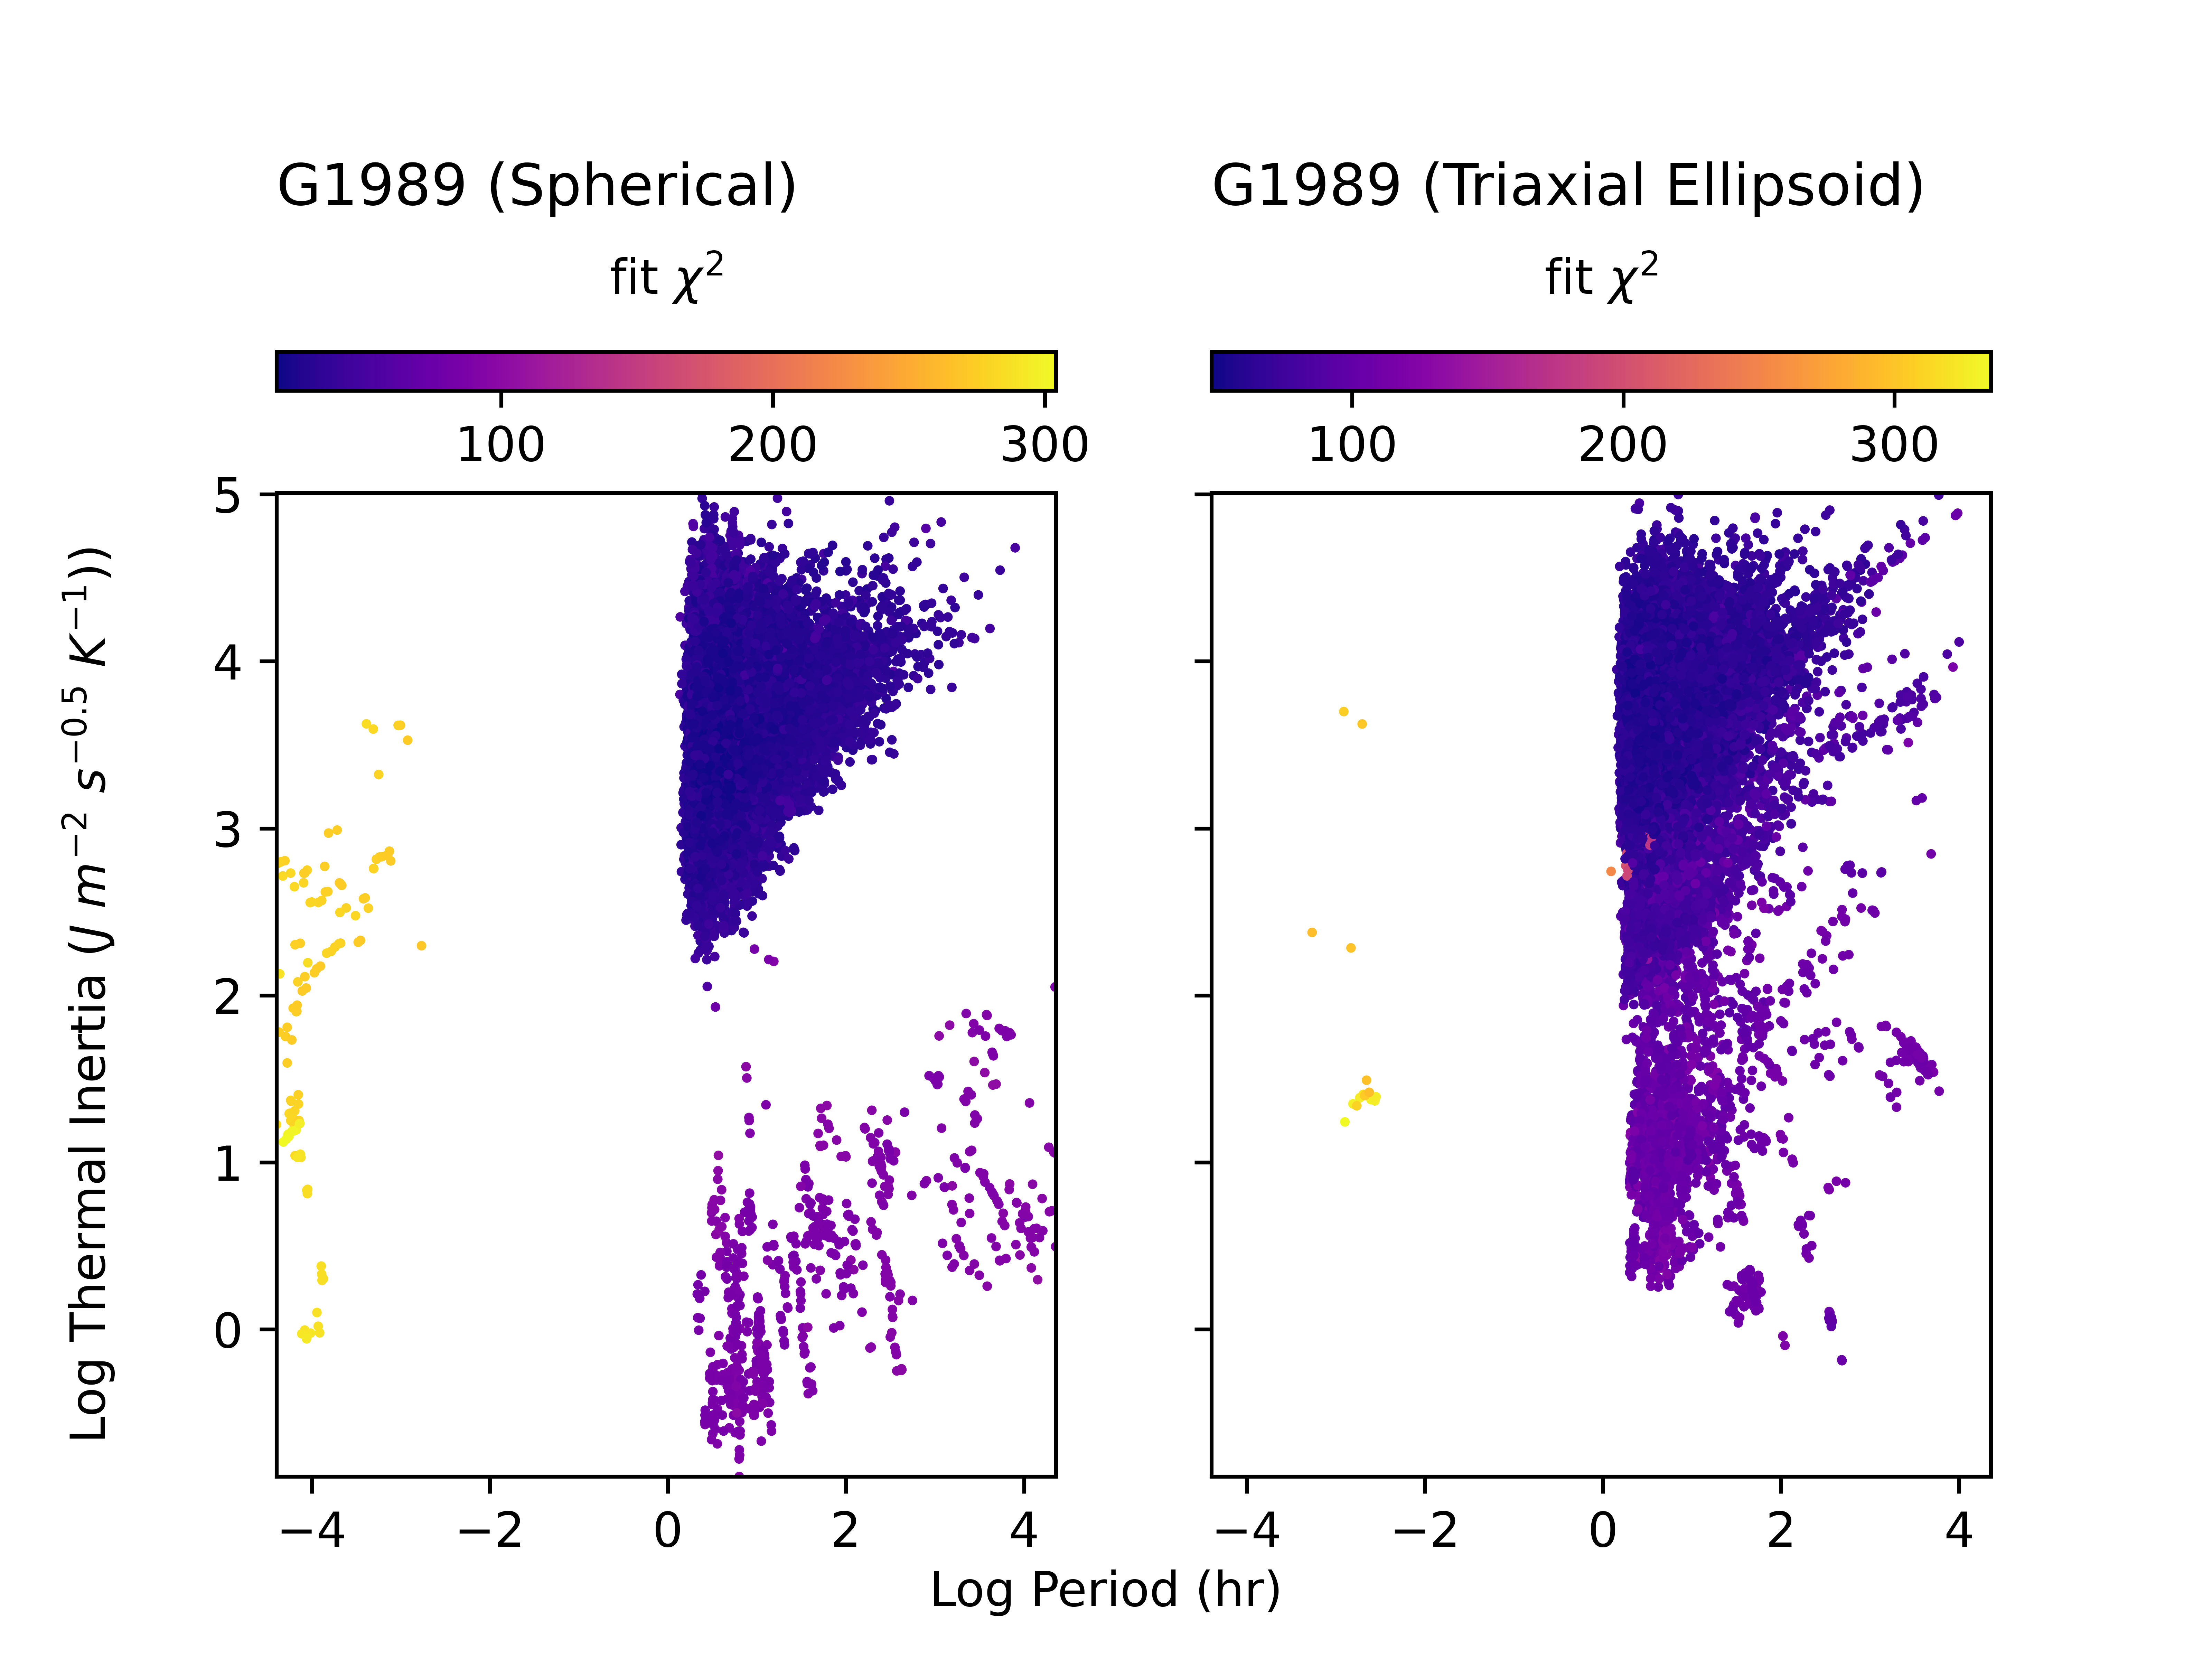 G1989 (Spherical)
G1989 (Triaxial Ellipsoid)
fit χ²
fit χ²
100 200 300
100 200 300
5
4
3
2
1
0
Log Thermal Inertia (J m⁻² s⁻⁰·⁵ K⁻¹))
−4 −2 0 2 4
−4 −2 0 2 4
Log Period (hr)